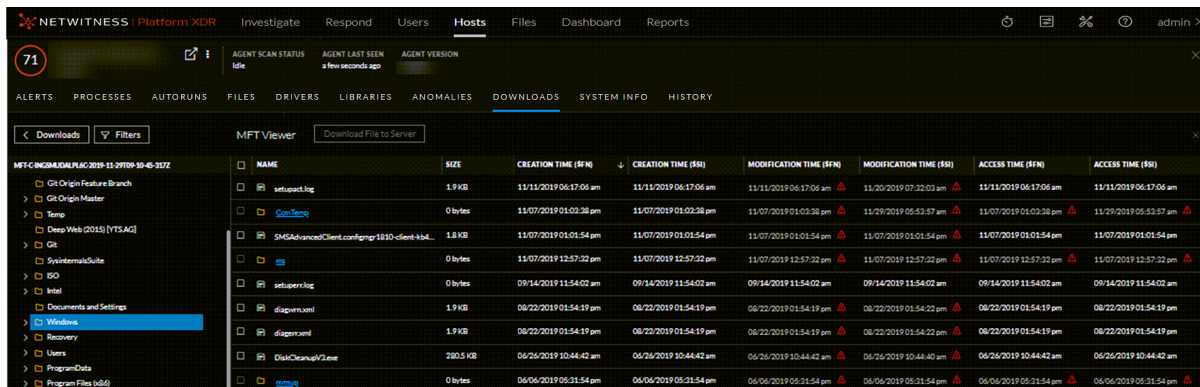 NETWITNESS | Platform XDR Investigate Respond Users Hosts Files Dashboard Reports admin
71 AGENT SCAN STATUS AGENT LAST SEEN AGENT VERSION
Idle a few seconds ago
ALERTS PROCESSES AUTORUNS FILES DRIVERS LIBRARIES ANOMALIES DOWNLOADS SYSTEM INFO HISTORY
Downloads Filters MFT Viewer Download File to Server
MFT-C-INGSMUDALPL6C-2019-11-29T09-10-45-317Z NAME SIZE CREATION TIME ($FN) CREATION TIME ($SI) MODIFICATION TIME ($FN) MODIFICATION TIME ($SI) ACCESS TIME ($FN) ACCESS TIME ($SI)
Git Origin Feature Branch
Git Origin Master
Temp
Deep Web (2015) [YTS.AG]
Git
SysinternalsSuite
ISO
Intel
Documents and Settings
Windows
Recovery
Users
ProgramData
Program Files (x86)
setupact.log 1.9 KB 11/11/2019 06:17:06 am 11/11/2019 06:17:06 am 11/11/2019 06:17:06 am 11/20/2019 07:32:03 am 11/11/2019 06:17:06 am 11/11/2019 06:17:06 am
CcmTemp 0 bytes 11/07/2019 01:03:38 pm 11/07/2019 01:03:38 pm 11/07/2019 01:03:38 pm 11/29/2019 05:53:57 am 11/07/2019 01:03:38 pm 11/29/2019 05:53:57 am
SMSAdvancedClient.configmgr1810-client-kb4... 1.8 KB 11/07/2019 01:01:54 pm 11/07/2019 01:01:54 pm 11/07/2019 01:01:54 pm 11/07/2019 01:01:54 pm 11/07/2019 01:01:54 pm 11/07/2019 01:01:54 pm
ms 0 bytes 11/07/2019 12:57:32 pm 11/07/2019 12:57:32 pm 11/07/2019 12:57:32 pm 11/07/2019 12:57:32 pm 11/07/2019 12:57:32 pm 11/07/2019 12:57:32 pm
setuperr.log 0 bytes 09/14/2019 11:54:02 am 09/14/2019 11:54:02 am 09/14/2019 11:54:02 am 09/14/2019 11:54:02 am 09/14/2019 11:54:02 am 09/14/2019 11:54:02 am
diagwrn.xml 1.9 KB 08/22/2019 01:54:19 pm 08/22/2019 01:54:19 pm 08/22/2019 01:54:19 pm 08/22/2019 01:54:22 pm 08/22/2019 01:54:19 pm 08/22/2019 01:54:19 pm
diagerr.xml 1.9 KB 08/22/2019 01:54:19 pm 08/22/2019 01:54:19 pm 08/22/2019 01:54:19 pm 08/22/2019 01:54:22 pm 08/22/2019 01:54:19 pm 08/22/2019 01:54:19 pm
DiskCleanupV3.exe 280.5 KB 06/26/2019 10:44:42 am 06/26/2019 10:44:42 am 06/26/2019 10:44:42 am 06/26/2019 10:44:40 am 06/26/2019 10:44:42 am 06/26/2019 10:44:42 am
0 bytes 06/06/2019 05:31:54 pm 06/06/2019 05:31:54 pm 06/06/2019 05:31:54 pm 06/06/2019 05:31:54 pm 06/06/2019 05:31:54 pm 06/06/2019 05:31:54 pm